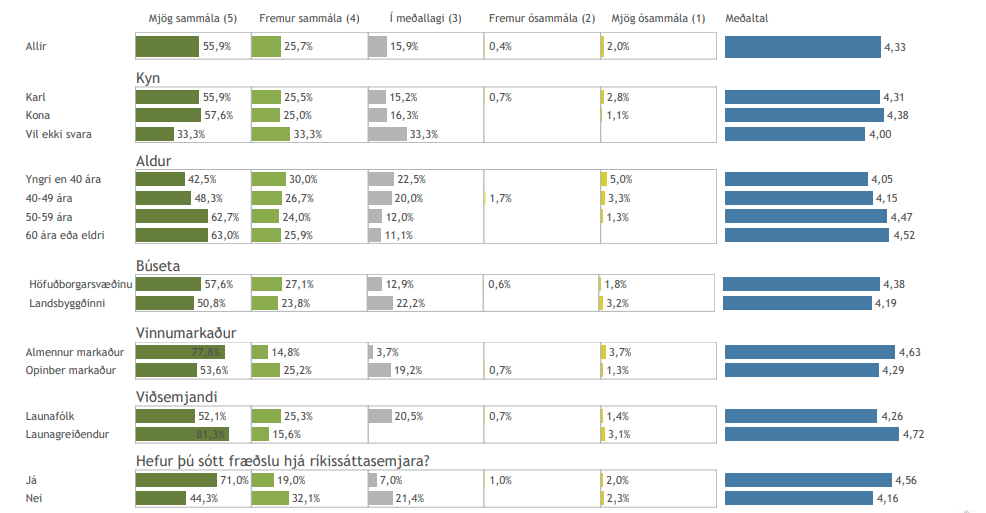 Mjög sammála (5) Fremur sammála (4) Í meðallagi (3) Fremur ósammála (2) Mjög ósammála (1) Meðaltal
Allir 55,9% 25,7% 15,9% 0,4% 2,0% 4,33
Kyn
Karl 55,9% 25,5% 15,2% 0,7% 2,8% 4,31
Kona 57,6% 25,0% 16,3% 1,1% 4,38
Vil ekki svara 33,3% 33,3% 33,3% 4,00
Aldur
Yngri en 40 ára 42,5% 30,0% 22,5% 5,0% 4,05
40-49 ára 48,3% 26,7% 20,0% 1,7% 3,3% 4,15
50-59 ára 62,7% 24,0% 12,0% 1,3% 4,47
60 ára eða eldri 63,0% 25,9% 11,1% 4,52
Búseta
Höfuðborgarsvæðinu 57,6% 27,1% 12,9% 0,6% 1,8% 4,38
Landsbyggðinni 50,8% 23,8% 22,2% 3,2% 4,19
Vinnumarkaður
Almennur markaður 77,8% 14,8% 3,7% 3,7% 4,63
Opinber markaður 53,6% 25,2% 19,2% 0,7% 1,3% 4,29
Viðsemjandi
Launafólk 52,1% 25,3% 20,5% 0,7% 1,4% 4,26
Launagreiðendur 81,3% 15,6% 3,1% 4,72
Hefur þú sótt fræðslu hjá ríkissáttasemjara?
Já 71,0% 19,0% 7,0% 1,0% 2,0% 4,56
Nei 44,3% 32,1% 21,4% 2,3% 4,16